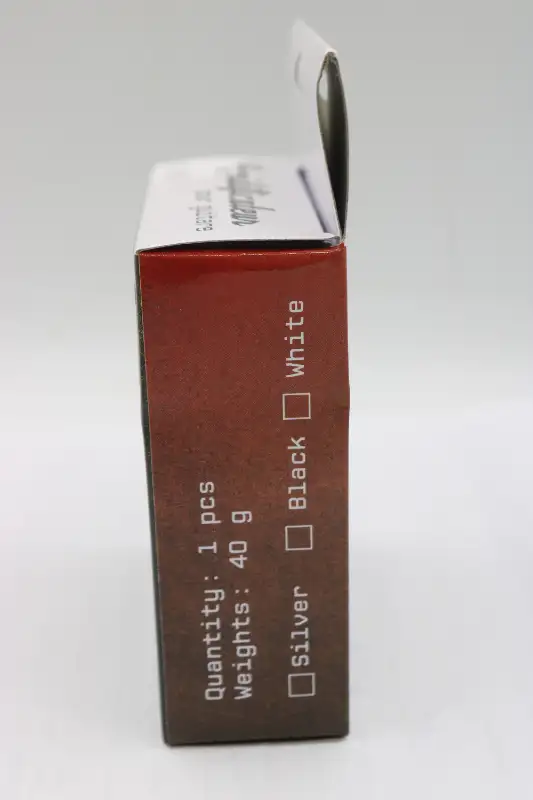 Quantity: 1 pcs
Weights: 40 g
☐ Silver ☐ Black ☐ White